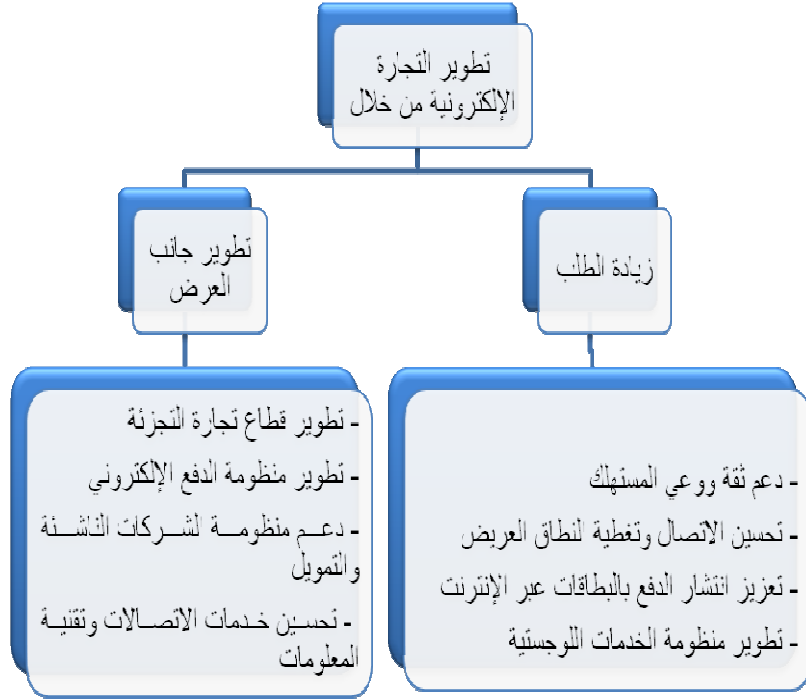 تطوير التجارة
الإلكترونية من خلال
زيادة الطلب
تطوير جانب
العرض
- دعم ثقة ووعي المستهلك
- تحسين الاتصال وتغطية لنطاق العريض
- تعزيز انتشار الدفع بالبطاقات عبر الإنترنت
- تطوير منظومة الخدمات اللوجستية
- تطوير قطاع تجارة التجزئة
- تطوير منظومة الدفع الإلكتروني
- دعم منظومة لشركات الناشئة
والتمويل
- تحسين خدمات الاتصالات وتقنية
المعلومات